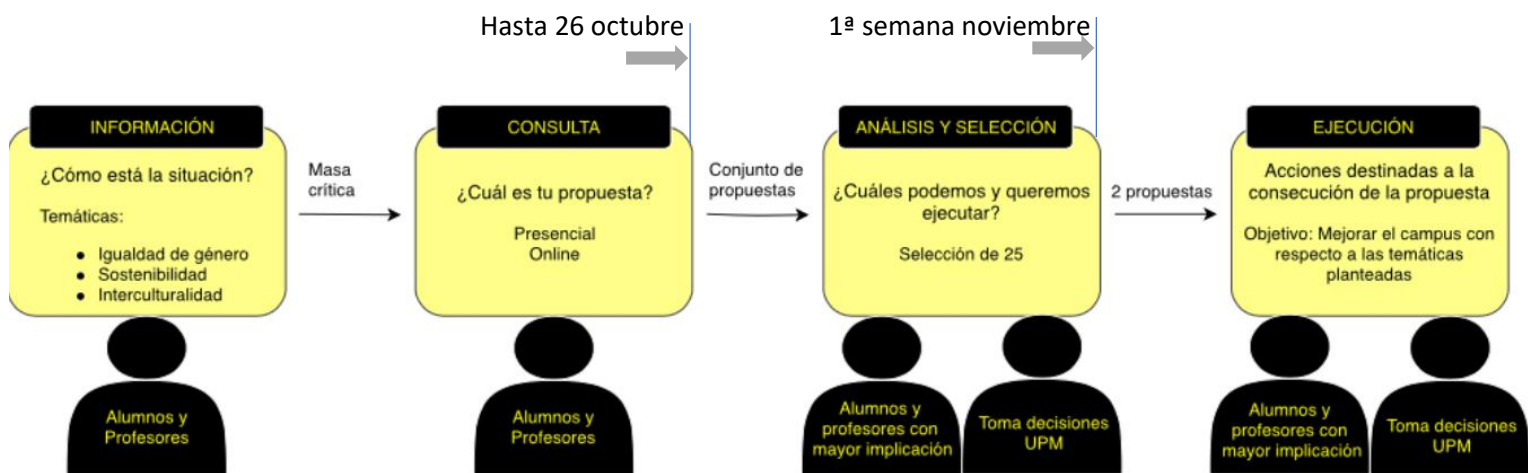 Hasta 26 octubre
1ª semana noviembre
INFORMACIÓN
¿Cómo está la situación?
Temáticas:
● Igualdad de género
● Sostenibilidad
● Interculturalidad
Alumnos y
Profesores
Masa
crítica
CONSULTA
¿Cuál es tu propuesta?
Presencial
Online
Alumnos y
Profesores
Conjunto de
propuestas
ANÁLISIS Y SELECCIÓN
¿Cuáles podemos y queremos
ejecutar?
Selección de 25
Alumnos y
profesores con
mayor implicación
Toma decisiones
UPM
2 propuestas
EJECUCIÓN
Acciones destinadas a la
consecución de la propuesta
Objetivo: Mejorar el campus con
respecto a las temáticas
planteadas
Alumnos y
profesores con
mayor implicación
Toma decisiones
UPM